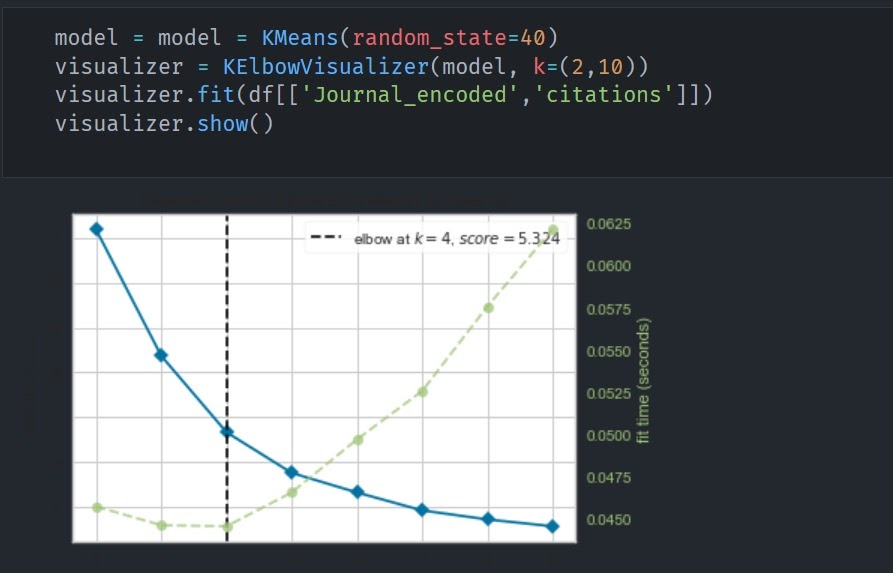 model = model = KMeans(random_state=40)
visualizer = KElbowVisualizer(model, k=(2,10))
visualizer.fit(df[['Journal_encoded','citations']])
visualizer.show()
elbow at k = 4, score = 5.324
0.0625
0.0600
0.0575
0.0550
0.0525
0.0500
0.0475
0.0450
fit time (seconds)